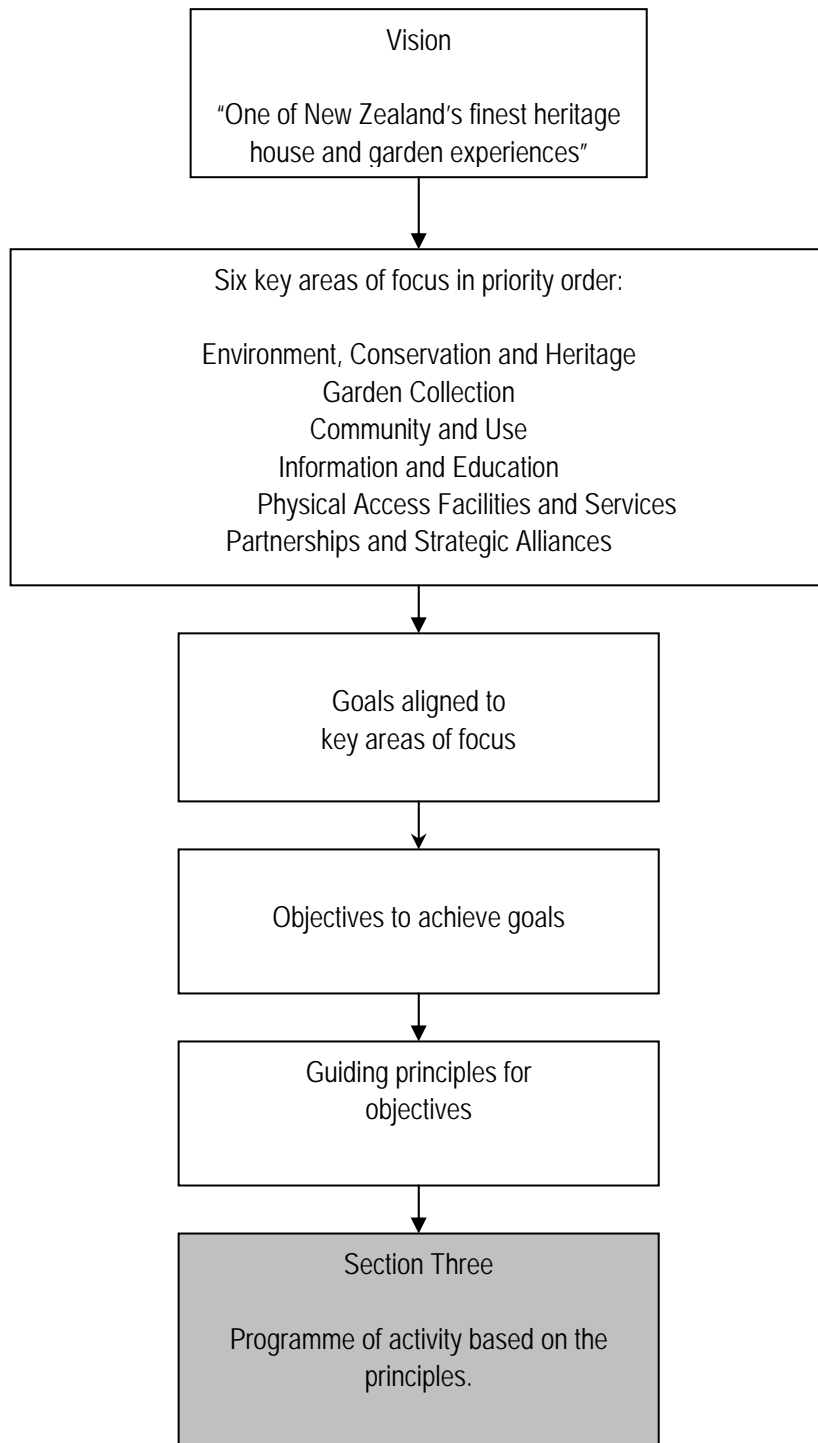 Vision
“One of New Zealand’s finest heritage
house and garden experiences”
Six key areas of focus in priority order:
Environment, Conservation and Heritage
Garden Collection
Community and Use
Information and Education
Physical Access Facilities and Services
Partnerships and Strategic Alliances
Goals aligned to
key areas of focus
Objectives to achieve goals
Guiding principles for
objectives
Section Three
Programme of activity based on the
principles.